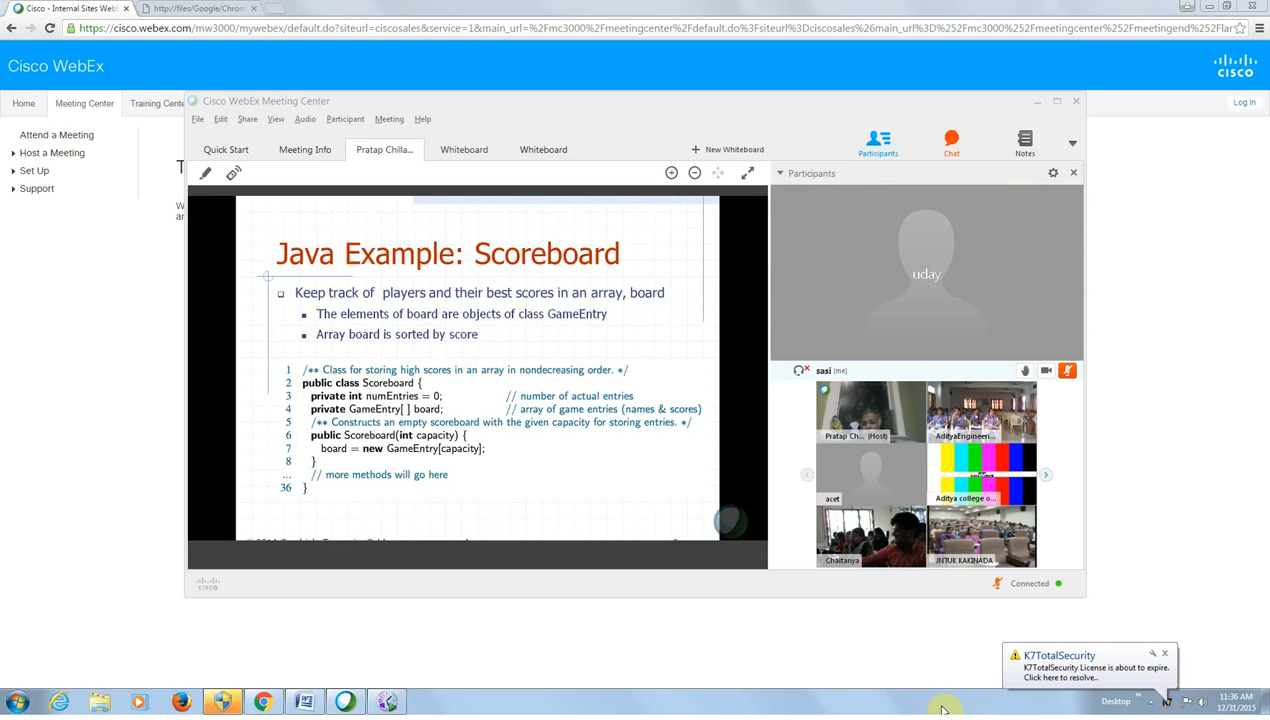 Cisco - Internal Sites WebE
http://files/Google/Chrom
https://cisco.webex.com/mw3000/mywebex/default.do?siteurl=ciscosales&service=1&main_url=%2Fmc3000%2Fmeetingcenter%2Fdefault.do%3Fsiteurl%3Dciscosales%26main_url%3D%252Fmc3000%252Fmeetingcenter%252Fmeetingend%252Flar
Cisco WebEx
CISCO
Home
Meeting Center
Training Cente
Log In
Attend a Meeting
Host a Meeting
Set Up
Support
T
W
ar
Cisco WebEx Meeting Center
File Edit Share View Audio Participant Meeting Help
Quick Start
Meeting Info
Pratap Chilla...
Whiteboard
Whiteboard
+ New Whiteboard
Participants
Chat
Notes
Participants
Java Example: Scoreboard
Keep track of players and their best scores in an array, board
The elements of board are objects of class GameEntry
Array board is sorted by score
1 /** Class for storing high scores in an array in nondecreasing order. */
2 public class Scoreboard {
3 private int numEntries = 0; // number of actual entries
4 private GameEntry[ ] board; // array of game entries (names & scores)
5 /** Constructs an empty scoreboard with the given capacity for storing entries. */
6 public Scoreboard(int capacity) {
7 board = new GameEntry[capacity];
8 }
... // more methods will go here
36 }
uday
sasi (me)
Pratap Ch... (Host)
AdityaEngineeri...
acet
Aditya college o...
Chaitanya
JNTUK KAKINADA
cisco
Connected
K7TotalSecurity
K7TotalSecurity License is about to expire.
Click here to resolve..
Desktop
11:36 AM
12/31/2015